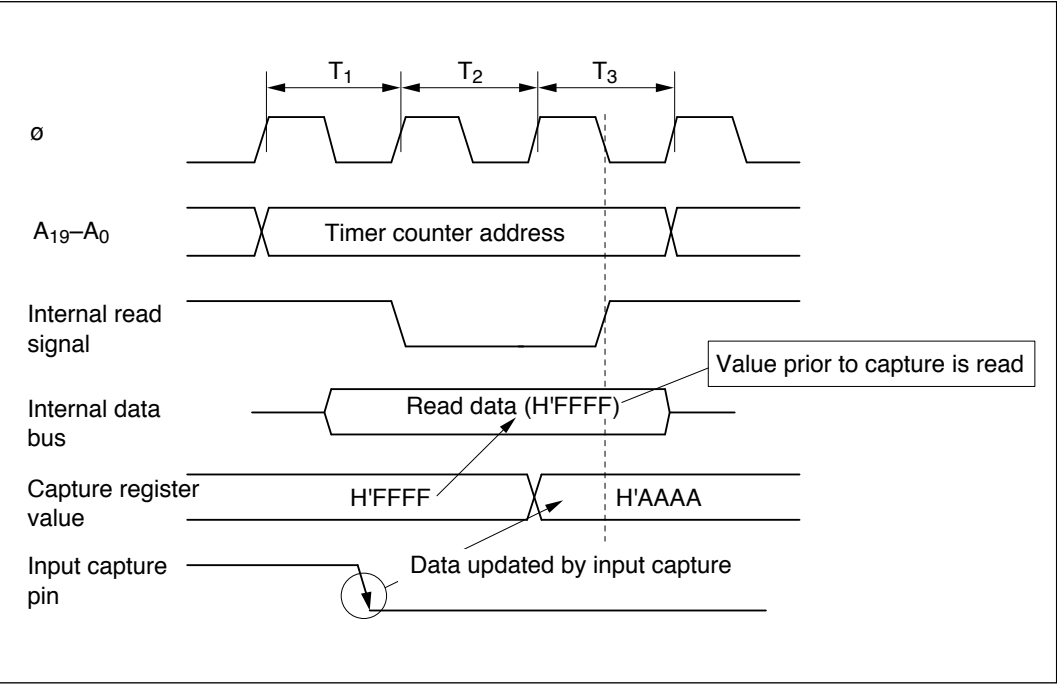 T₁ T₂ T₃
ø
A₁₉–A₀
Timer counter address
Internal read
signal
Value prior to capture is read
Internal data
bus
Read data (H'FFFF)
Capture register
value
H'FFFF H'AAAA
Input capture
pin
Data updated by input capture